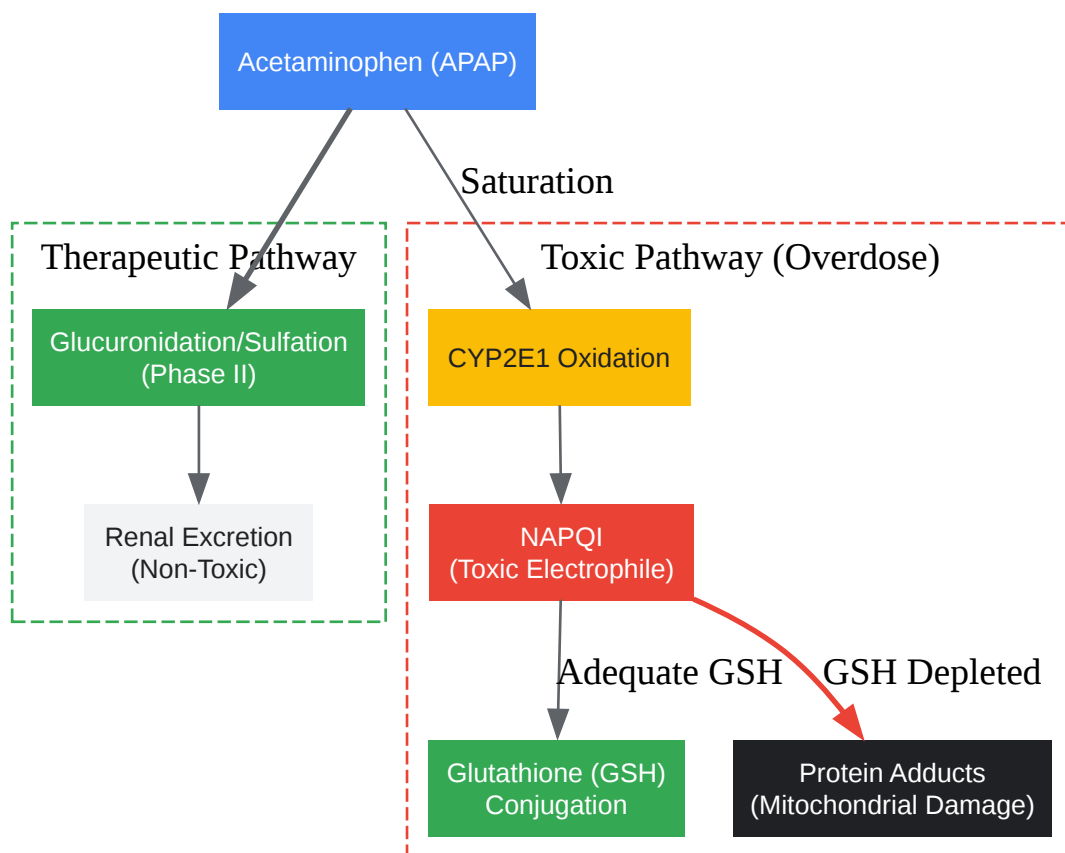 Acetaminophen (APAP)
Saturation
Therapeutic Pathway
Toxic Pathway (Overdose)
Glucuronidation/Sulfation
(Phase II)
CYP2E1 Oxidation
Renal Excretion
(Non-Toxic)
NAPQI
(Toxic Electrophile)
Adequate GSH
GSH Depleted
Glutathione (GSH)
Conjugation
Protein Adducts
(Mitochondrial Damage)